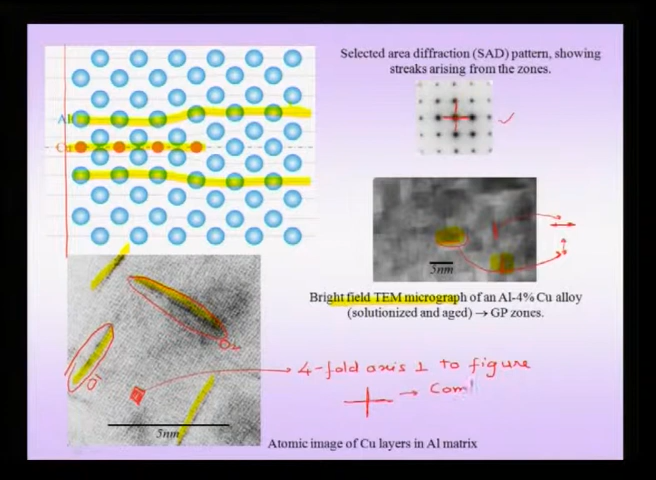 Selected area diffraction (SAD) pattern, showing
streaks arising from the zones.
Al
Cu
5nm
Bright field TEM micrograph of an Al-4% Cu alloy
(solutionized and aged) → GP zones.
4-fold axis ⊥ to figure
→ Com
5nm
Atomic image of Cu layers in Al matrix